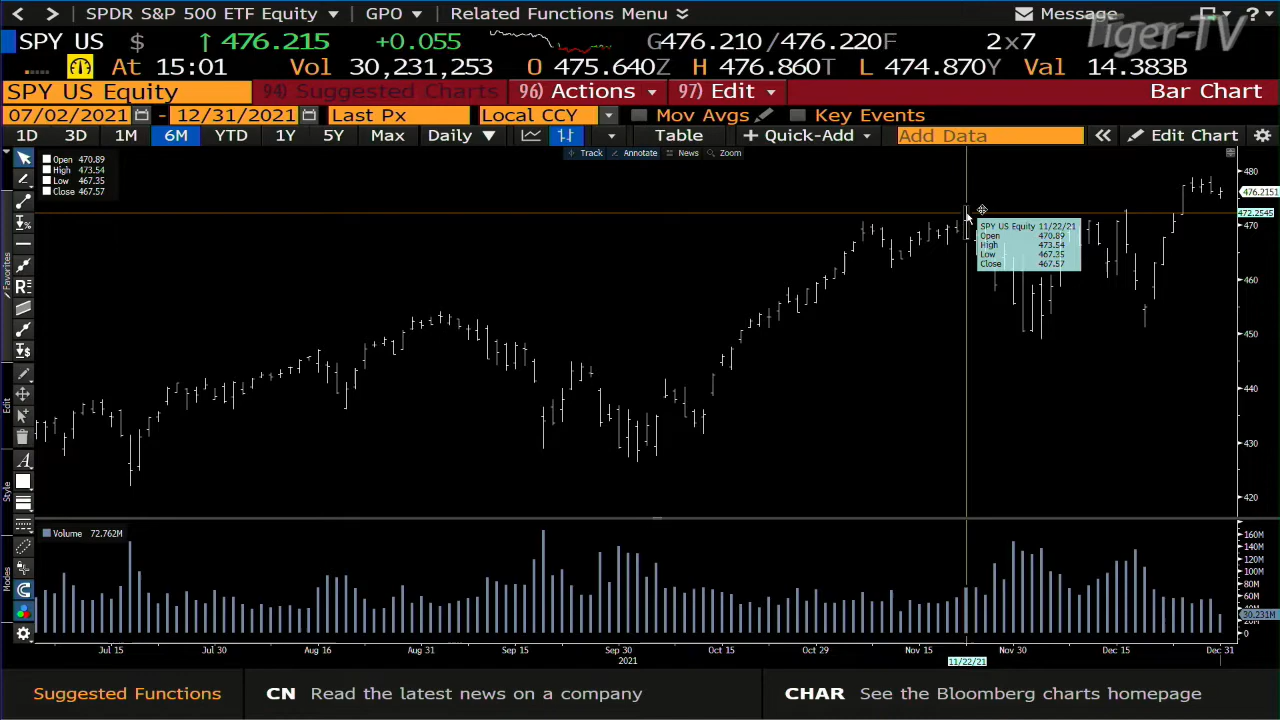 SPDR S&P 500 ETF Equity GPO Related Functions Menu Message ?
Tiger-TV
SPY US $ ↑ 476.215 +0.055 G476.210/476.220F 2x7
At 15:01 Vol 30,231,253 O 475.640Z H 476.860T L 474.870Y Val 14.383B
SPY US Equity 94) Suggested Charts 96) Actions 97) Edit Bar Chart
07/02/2021 - 12/31/2021 Last Px Local CCY Mov Avgs Key Events
1D 3D 1M 6M YTD 1Y 5Y Max Daily ▼ Table + Quick-Add Add Data « Edit Chart
Track Annotate News Zoom
Open 470.89
High 473.54
Low 467.35
Close 467.57
480
476.2151
472.2545
470
460
450
440
430
420
SPY US Equity 11/22/21
Open 470.89
High 473.54
Low 467.35
Close 467.57
Favorites
Edit
Style
Modes
Volume 72.762M
160M
140M
120M
100M
80M
60M
40M
30.231M
20M
0
Jul 15 Jul 30 Aug 16 Aug 31 Sep 15 Sep 30 Oct 15 Oct 29 Nov 15 Nov 30 Dec 15 Dec 31
2021 11/22/21
Suggested Functions CN Read the latest news on a company CHAR See the Bloomberg charts homepage